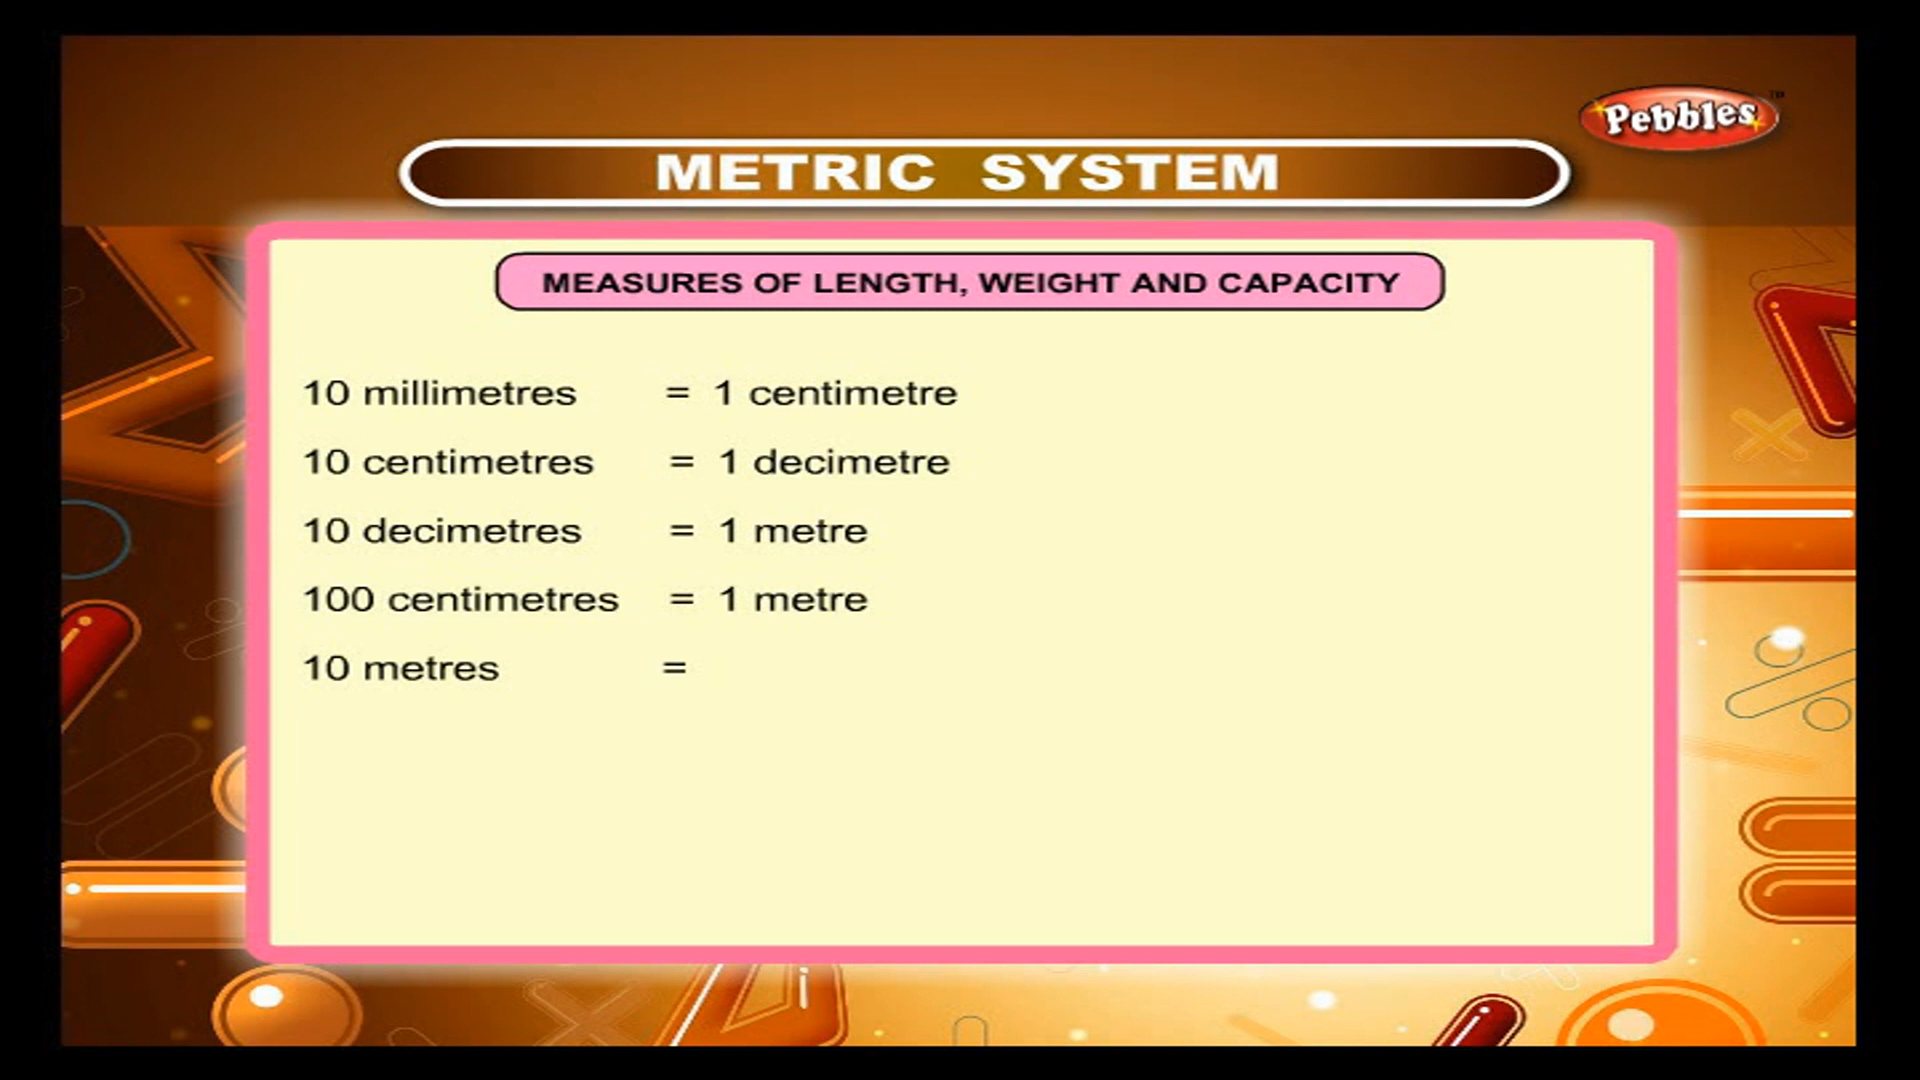 Pebbles™
METRIC SYSTEM
MEASURES OF LENGTH, WEIGHT AND CAPACITY
10 millimetres = 1 centimetre
10 centimetres = 1 decimetre
10 decimetres = 1 metre
100 centimetres = 1 metre
10 metres =